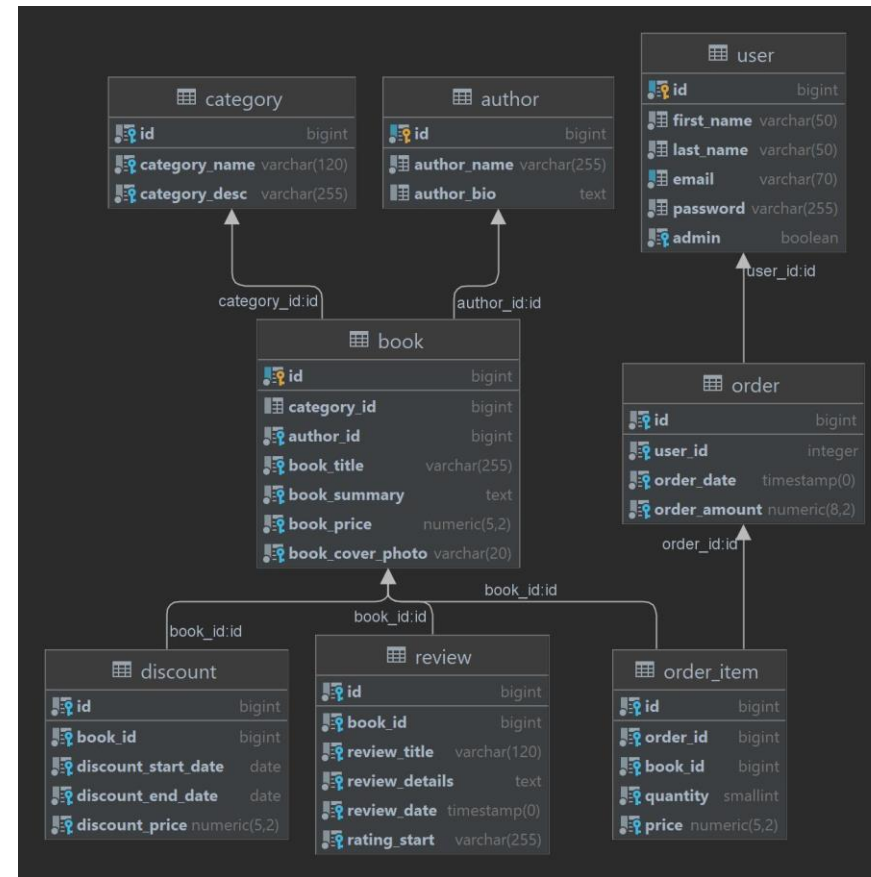 user
id bigint
first_name varchar(50)
last_name varchar(50)
email varchar(70)
password varchar(255)
admin boolean
category
id bigint
category_name varchar(120)
category_desc varchar(255)
author
id bigint
author_name varchar(255)
author_bio text
user_id:id
category_id:id
author_id:id
book
id bigint
category_id bigint
author_id bigint
book_title varchar(255)
book_summary text
book_price numeric(5,2)
book_cover_photo varchar(20)
order
id bigint
user_id integer
order_date timestamp(0)
order_amount numeric(8,2)
order_id:id
book_id:id
book_id:id
book_id:id
discount
id bigint
book_id bigint
discount_start_date date
discount_end_date date
discount_price numeric(5,2)
review
id bigint
book_id bigint
review_title varchar(120)
review_details text
review_date timestamp(0)
rating_start varchar(255)
order_item
id bigint
order_id bigint
book_id bigint
quantity smallint
price numeric(5,2)